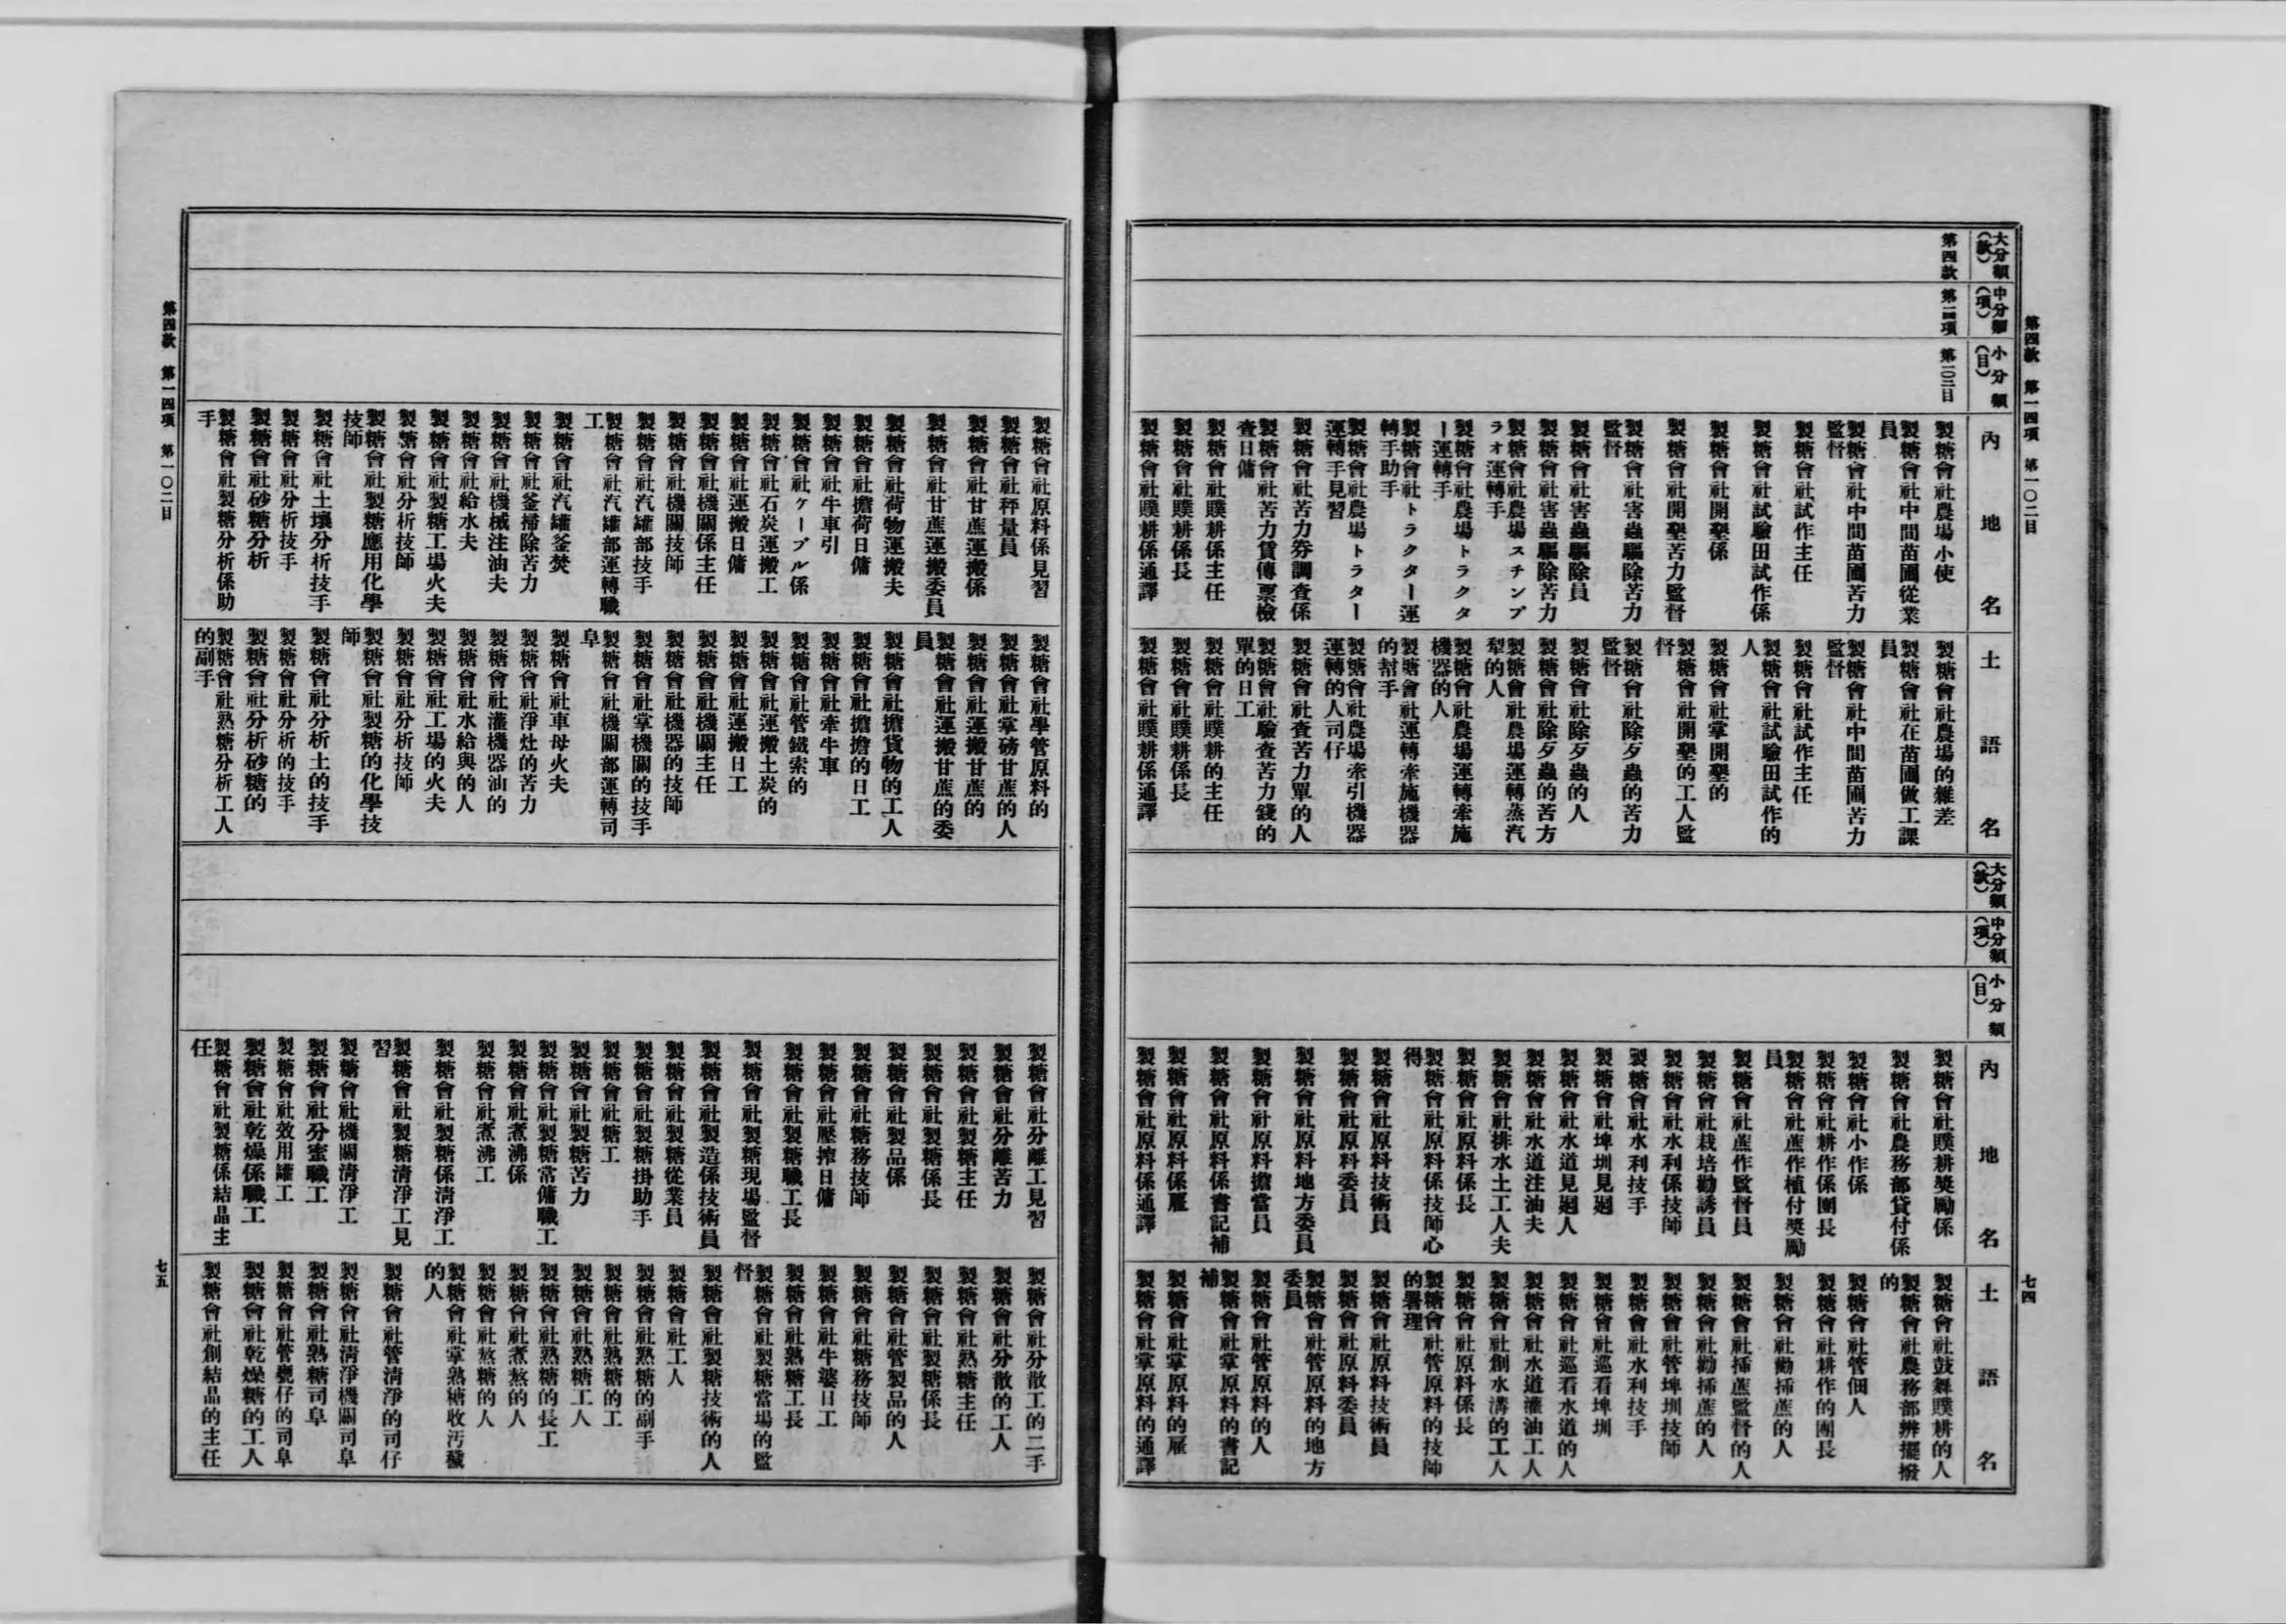 第四款　第一四項　第一〇二目
七四
大分類（款）
中分類（項）
小分類（目）
內地名
土語名
第四款
第一四項
第一〇二目
製糖會社農場小使
製糖會社中間苗圃從業
員
製糖會社中間苗圃苦力
監督
製糖會社試作主任
製糖會社試驗田試作係
製糖會社開墾係
製糖會社開墾苦力監督
製糖會社害蟲驅除苦力
監督
製糖會社害蟲驅除員
製糖會社害蟲驅除苦力
製糖會社農場スチンプ
ラオ運轉手
製糖會社農場トラクタ
ー運轉手
製糖會社トラクター運
轉手助手
製糖會社農場トラクター
運轉手見習
製糖會社苦力券調查係
製糖會社苦力賃傳票檢
查日傭
製糖會社贌耕係主任
製糖會社贌耕係長
製糖會社贌耕係通譯
製糖會社農場的雜差
製糖會社在苗圃做工課
員
製糖會社中間苗圃苦力
監督
製糖會社試作主任
製糖會社試驗田試作的
人
製糖會社掌開墾的
製糖會社開墾的工人監
督
製糖會社除歹蟲的苦力
監督
製糖會社除歹蟲的人
製糖會社除歹蟲的苦方
製糖會社農場運轉蒸汽
犁的人
製糖會社農場運轉牽施
機器的人
製糖會社運轉牽施機器
的幇手
製糖會社農場牽引機器
運轉的人司仔
製糖會社查苦力單的人
製糖會社驗查苦力錢的
單的日工
製糖會社贌耕的主任
製糖會社贌耕係長
製糖會社贌耕係通譯
大分類（款）
中分類（項）
小分類（目）
內地名
土語名
製糖會社贌耕獎勵係
製糖會社農務部貸付係
製糖會社小作係
製糖會社耕作係團長
製糖會社蔗作植付獎勵
員
製糖會社蔗作監督員
製糖會社栽培勸誘員
製糖會社水利係技師
製糖會社水利技手
製糖會社埤圳見廻
製糖會社水道見廻人
製糖會社水道注油夫
製糖會社排水土工人夫
製糖會社原料係長
製糖會社原料係技師心
得
製糖會社原料技術員
製糖會社原料委員
製糖會社原料地方委員
製糖會社原料擔當員
製糖會社原料係書記補
製糖會社原料係雇
製糖會社原料係通譯
製糖會社鼓舞贌耕的人
製糖會社農務部辨擺撥
的
製糖會社管佃人
製糖會社耕作的團長
製糖會社勸插蔗的人
製糖會社插蔗監督的人
製糖會社勸插蔗的人
製糖會社管埤圳技師
製糖會社水利技手
製糖會社巡看埤圳
製糖會社巡看水道的人
製糖會社水道灌油工人
製糖會社創水溝的工人
製糖會社原料係長
製糖會社管原料的技師
的署理
製糖會社原料技術員
製糖會社原料委員
製糖會社管原料的地方
委員
製糖會社管原料的人
製糖會社掌原料的書記
補
製糖會社掌原料的雇
製糖會社掌原料的通譯
製糖會社原料係見習
製糖會社秤量員
製糖會社甘蔗運搬係
製糖會社甘蔗運搬委員
製糖會社荷物運搬夫
製糖會社擔荷日傭
製糖會社牛車引
製糖會社ケーブル係
製糖會社石炭運搬工
製糖會社運搬日傭
製糖會社機關係主任
製糖會社機關技師
製糖會社汽罐部技手
製糖會社汽罐部運轉職
工
製糖會社汽罐釜焚
製糖會社釜掃除苦力
製糖會社機械注油夫
製糖會社給水夫
製糖會社製糖工場火夫
製糖會社分析技師
製糖會社製糖應用化學
技師
製糖會社土壤分析技手
製糖會社分析技手
製糖會社砂糖分析
製糖會社製糖分析係助
手
製糖會社學管原料的
製糖會社掌磅甘蔗的人
製糖會社運搬甘蔗的
製糖會社運搬甘蔗的委
員
製糖會社擔貨物的工人
製糖會社擔擔的日工
製糖會社牽牛車
製糖會社管鐵索的
製糖會社運搬土炭的
製糖會社運搬日工
製糖會社機關主任
製糖會社機器的技師
製糖會社掌機關的技手
製糖會社機關部運轉司
阜
製糖會社車母火夫
製糖會社淨灶的苦力
製糖會社灌機器油的
製糖會社水給與的人
製糖會社工場的火夫
製糖會社分析技師
製糖會社製糖的化學技
師
製糖會社分析土的技手
製糖會社分析的技手
製糖會社分析砂糖的
製糖會社熟糖分析工人
的副手
製糖會社分離工見習
製糖會社分離苦力
製糖會社製糖主任
製糖會社製糖係長
製糖會社製品係
製糖會社糖務技師
製糖會社壓搾日傭
製糖會社製糖職工長
製糖會社製糖現場監督
製糖會社製造係技術員
製糖會社製糖從業員
製糖會社製糖掛助手
製糖會社糖工
製糖會社製糖苦力
製糖會社製糖常傭職工
製糖會社煮沸係
製糖會社煮沸工
製糖會社製糖係淸淨工
製糖會社製糖淸淨工見
習
製糖會社機關淸淨工
製糖會社分蜜職工
製糖會社效用罐工
製糖會社乾燥係職工
製糖會社製糖係結晶主
任
製糖會社分散工的二手
製糖會社分散的工人
製糖會社熟糖主任
製糖會社製糖係長
製糖會社管製品的人
製糖會社糖務技師
製糖會社牛婆日工
製糖會社熟糖工長
製糖會社製糖當場的監
督
製糖會社製糖技術的人
製糖會社工人
製糖會社熟糖的副手
製糖會社熟糖的工
製糖會社熟糖工人
製糖會社熟糖的長工
製糖會社煮熬的人
製糖會社熬糖的人
製糖會社掌熟糖收汚穢
的人
製糖會社管淸淨的司仔
製糖會社淸淨機關司阜
製糖會社熟糖司阜
製糖會社管甕仔的司阜
製糖會社乾燥糖的工人
製糖會社創結晶的主任
第四款　第一四項　第一〇二目
七五